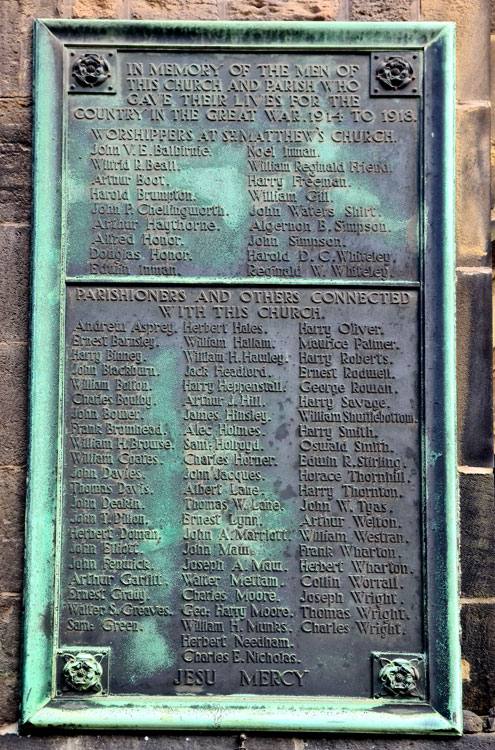 IN MEMORY OF THE MEN OF
THIS CHURCH AND PARISH WHO
GAVE THEIR LIVES FOR THE
COUNTRY IN THE GREAT WAR. 1914 TO 1918.
WORSHIPPERS AT ST. MATTHEW'S CHURCH.
John V. E. Balbirnie.
Wilfrid R. Beall.
Arthur Boot.
Harold Brumpton.
John P. Chellingworth.
Arthur Haythorne.
Alfred Honor.
Douglas Honor.
Edwin Inman.
Noel Inman.
William Reginald Friend.
Harry Freeman.
William Gill.
John Waters Shirt.
Algernon E. Simpson.
John Simpson.
Harold D. C. Whiteley.
Reginald W. Whiteley.
PARISHIONERS AND OTHERS CONNECTED
WITH THIS CHURCH.
Andrew Asprey.
Ernest Barnsley.
Harry Binney.
John Blackburn.
William Bolton.
Charles Boulby.
John Bower.
Frank Bromhead.
William H. Browse.
William Coates.
John Davies.
Thomas Davis.
John Deakin.
John T. Dillon.
Herbert Doman.
John Elliott.
John Fenwick.
Arthur Garlitt.
Ernest Grady.
Walter S. Greaves.
Sam: Green.
Herbert Hales.
William Hallam.
William H. Hawley.
Jack Headford.
Harry Heppenstall.
Arthur J. Hill.
James Hinsley.
Alec Holmes.
Sam: Holroyd.
Charles Horner.
John Jacques.
Albert Lane.
Thomas W. Lane.
Ernest Lynn.
John A. Marriott.
John Maw.
Joseph A. Maw.
Walter Mettam.
Charles Moore.
Geo: Harry Moore.
William H. Munks.
Herbert Needham.
Charles E. Nicholas.
Harry Oliver.
Maurice Palmer.
Harry Roberts.
Ernest Rodwell.
George Rowan.
Harry Savage.
William Shufflebottom.
Harry Smith.
Oswald Smith.
Edwin R. Stirling.
Horace Thornhill.
Harry Thornton.
John W. Tyas.
Arthur Welton.
William Westran.
Frank Wharton.
Herbert Wharton.
Collin Worrall.
Joseph Wright.
Thomas Wright.
Charles Wright.
JESU MERCY